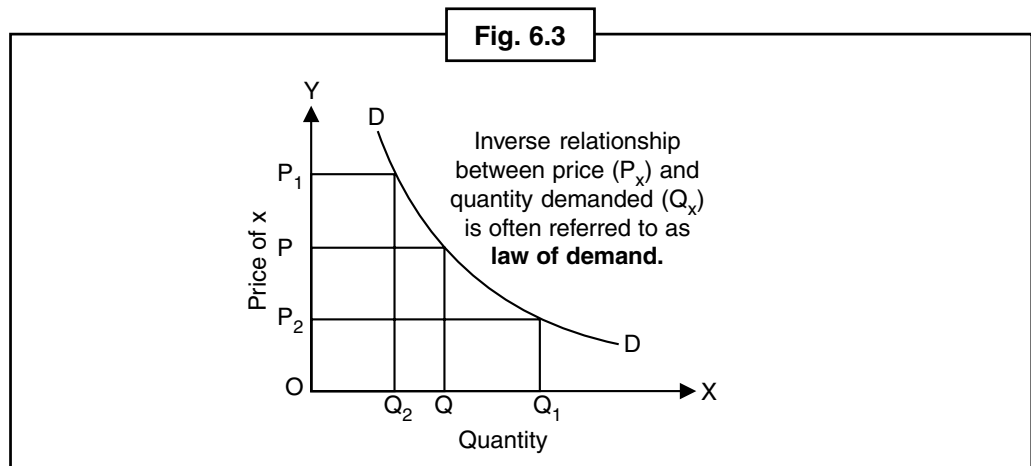 Fig. 6.3
Y
D
Inverse relationship
between price (Pₓ) and
quantity demanded (Qₓ)
is often referred to as
law of demand.
P₁
P
P₂
Price of x
D
O
X
Q₂ Q Q₁
Quantity